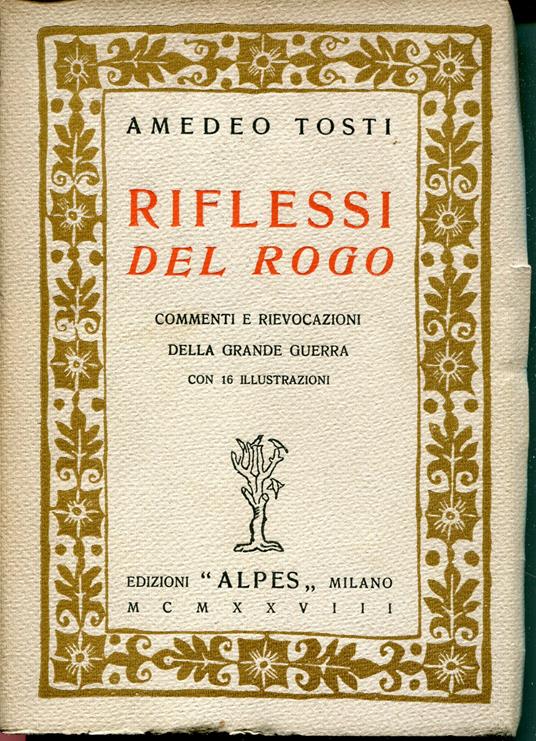 AMEDEO TOSTI
RIFLESSI
DEL ROGO
COMMENTI E RIEVOCAZIONI
DELLA GRANDE GUERRA
CON 16 ILLUSTRAZIONI
EDIZIONI “ALPES„ MILANO
MCMXXVIII